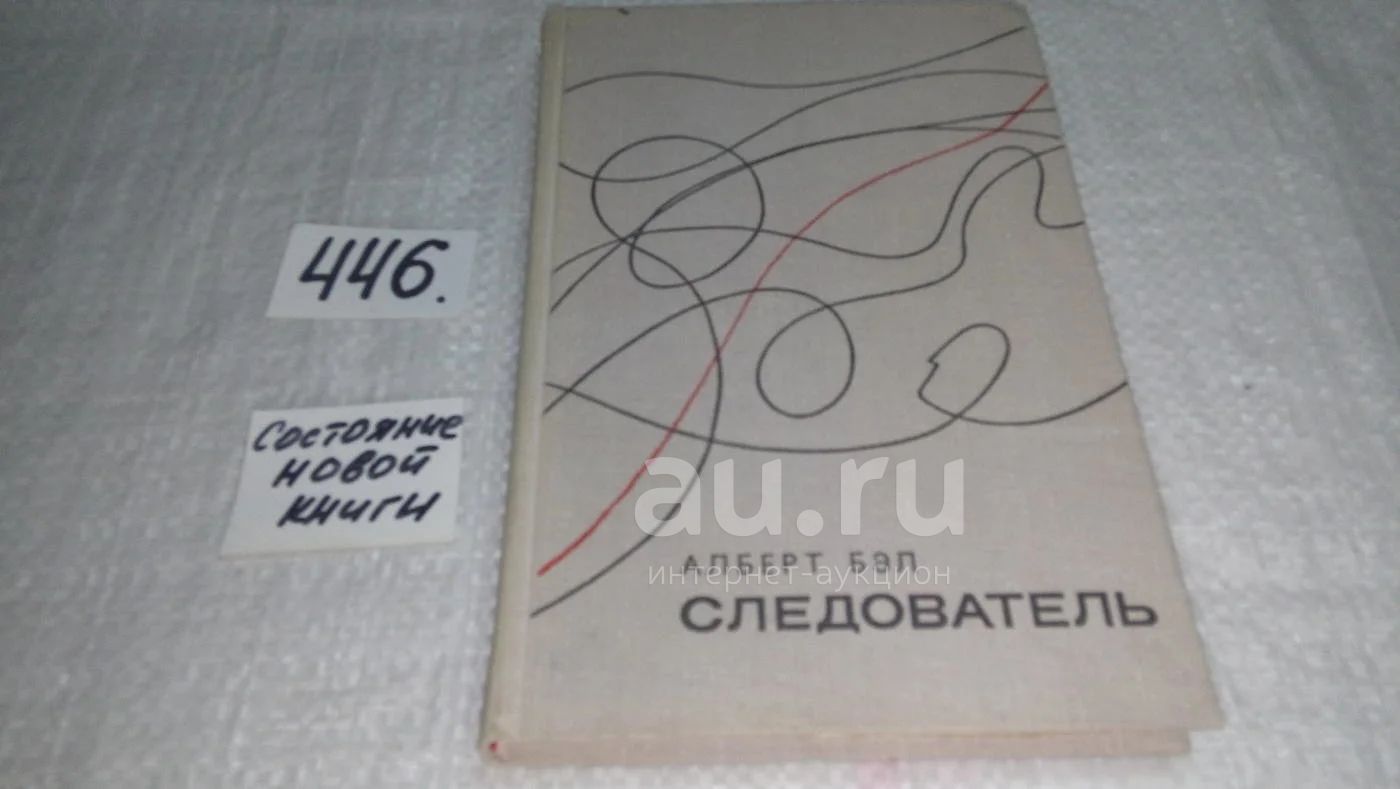 446.
Состояние
новой
книги
au.ru
АЛБЕРТ БЭЛ
интернет-аукцион
СЛЕДОВАТЕЛЬ